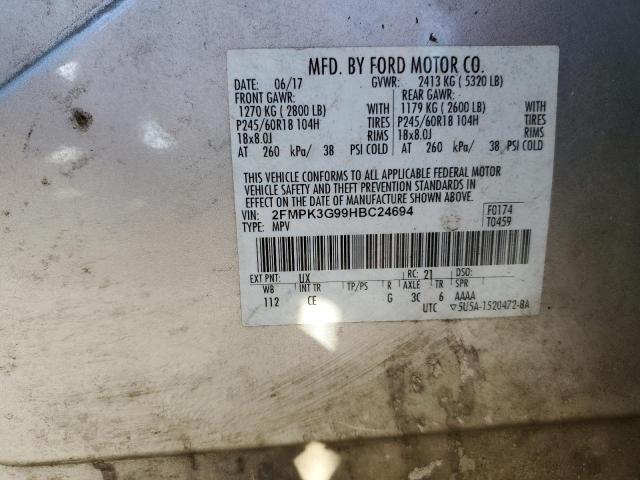 MFD. BY FORD MOTOR CO.
DATE: 06/17 GVWR: 2413 KG ( 5320 LB)
FRONT GAWR: REAR GAWR:
1270 KG ( 2800 LB) WITH 1179 KG ( 2600 LB) WITH
P245/60R18 104H TIRES P245/60R18 104H TIRES
18x8.0J RIMS 18x8.0J RIMS
AT 260 kPa/ 38 PSI COLD AT 260 kPa/ 38 PSI COLD
THIS VEHICLE CONFORMS TO ALL APPLICABLE FEDERAL MOTOR
VEHICLE SAFETY AND THEFT PREVENTION STANDARDS IN
EFFECT ON THE DATE OF MANUFACTURE SHOWN ABOVE.
VIN: 2FMPK3G99HBC24694 F0174
TYPE: MPV T0459
EXT PNT: UX RC: 21 DSO:
WB INT TR TP/PS R AXLE TR SPR
112 CE G 3C 6 AAAA
UTC ▽5U5A-1520472-BA